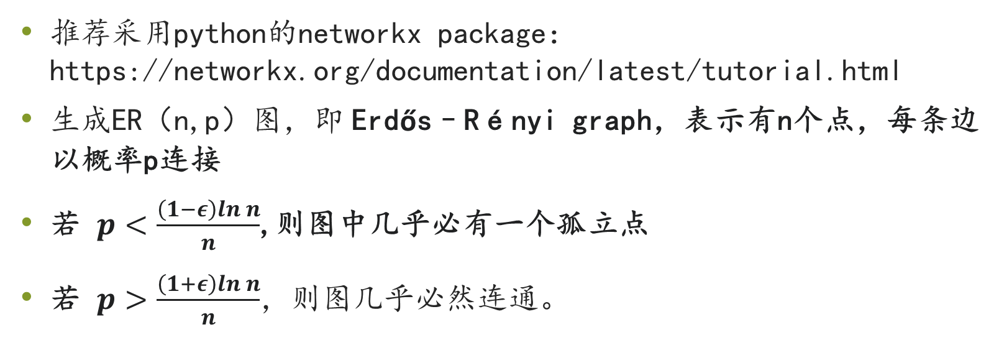 • 推荐采用python的networkx package:
https://networkx.org/documentation/latest/tutorial.html
• 生成ER（n,p）图，即 Erdős–Rényi graph，表示有n个点，每条边
以概率p连接
• 若 p < (1−ϵ)ln n / n, 则图中几乎必有一个孤立点
• 若 p > (1+ϵ)ln n / n，则图几乎必然连通。